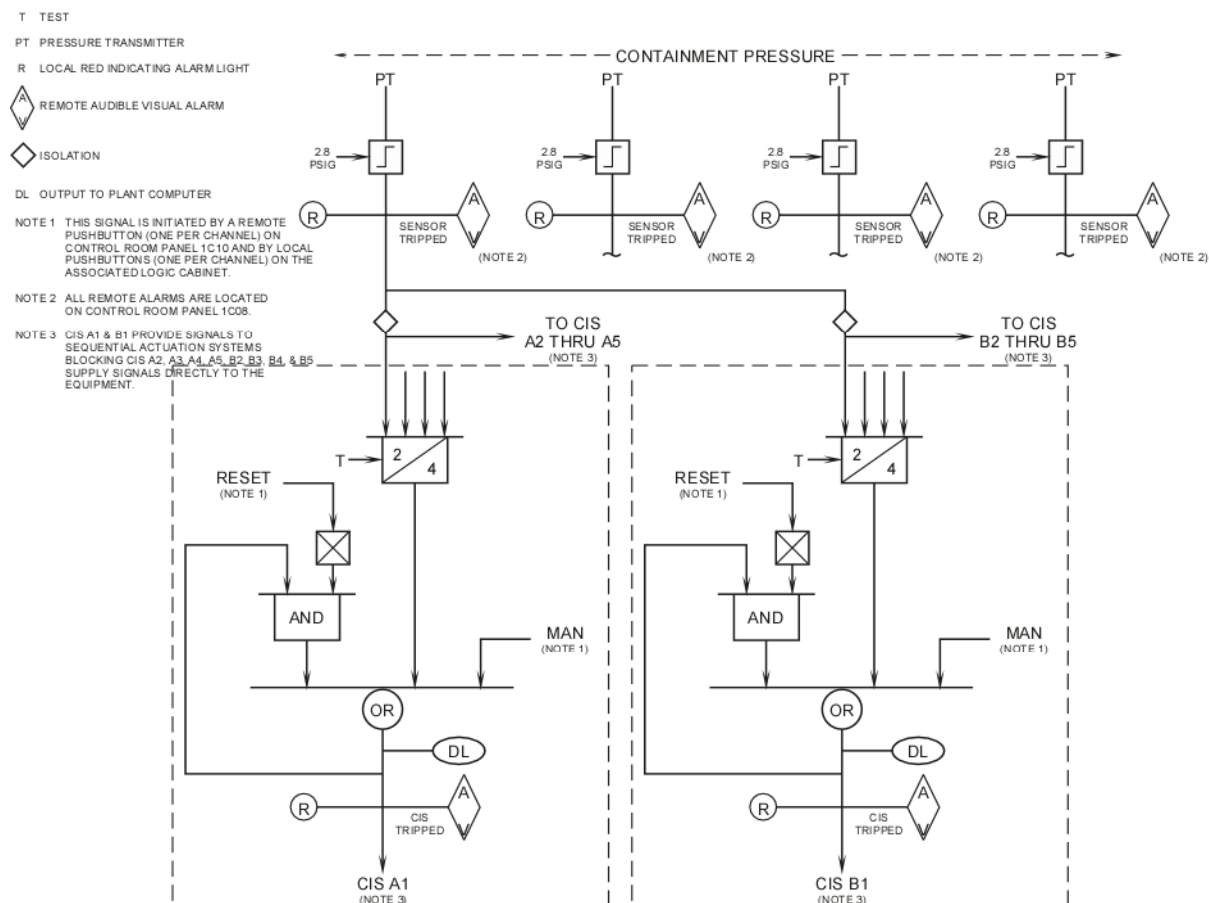 T TEST
PT PRESSURE TRANSMITTER
R LOCAL RED INDICATING ALARM LIGHT
A
V
REMOTE AUDIBLE VISUAL ALARM
ISOLATION
DL OUTPUT TO PLANT COMPUTER
NOTE 1 THIS SIGNAL IS INITIATED BY A REMOTE
PUSHBUTTON (ONE PER CHANNEL) ON
CONTROL ROOM PANEL 1C10 AND BY LOCAL
PUSHBUTTONS (ONE PER CHANNEL) ON THE
ASSOCIATED LOGIC CABINET.
NOTE 2 ALL REMOTE ALARMS ARE LOCATED
ON CONTROL ROOM PANEL 1C08.
NOTE 3 CIS A1 & B1 PROVIDE SIGNALS TO
SEQUENTIAL ACTUATION SYSTEMS
BLOCKING CIS A2, A3, A4, A5, B2, B3, B4, & B5
SUPPLY SIGNALS DIRECTLY TO THE
EQUIPMENT.
CONTAINMENT PRESSURE
PT PT PT PT
2.8
PSIG
2.8
PSIG
2.8
PSIG
2.8
PSIG
R
SENSOR
TRIPPED
A
V
(NOTE 2)
R
SENSOR
TRIPPED
A
V
(NOTE 2)
R
SENSOR
TRIPPED
A
V
(NOTE 2)
R
SENSOR
TRIPPED
A
V
(NOTE 2)
TO CIS
A2 THRU A5
(NOTE 3)
TO CIS
B2 THRU B5
(NOTE 3)
T
2
4
RESET
(NOTE 1)
AND
MAN
(NOTE 1)
OR
DL
R
CIS
TRIPPED
A
V
CIS A1
(NOTE 3)
T
2
4
RESET
(NOTE 1)
AND
MAN
(NOTE 1)
OR
DL
R
CIS
TRIPPED
A
V
CIS B1
(NOTE 3)